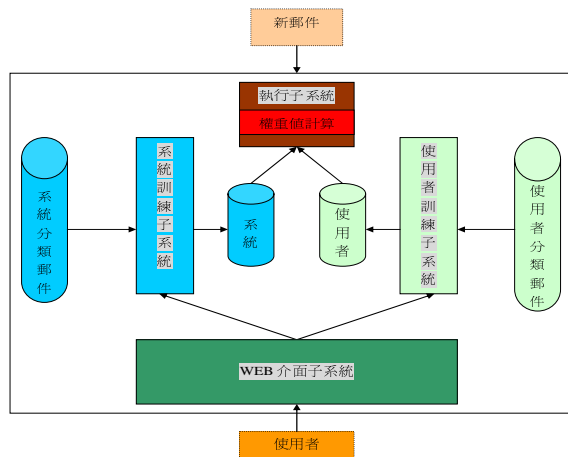 新郵件
執行子系統
權重值計算
系統分類郵件
系統訓練子系統
系統
使用者
使用者訓練子系統
使用者分類郵件
WEB 介面子系統
使用者